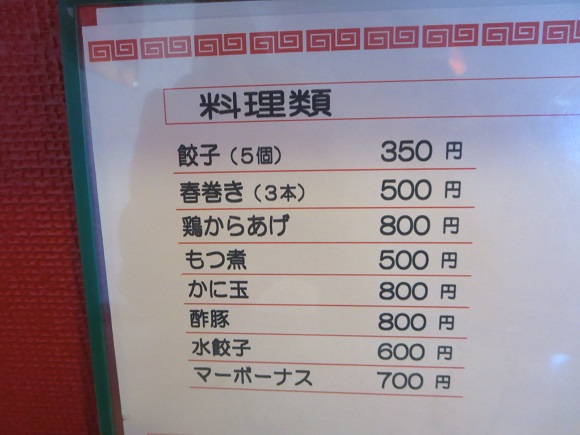 料理類
餃子（5個） 350 円
春巻き（3本） 500 円
鶏からあげ 800 円
もつ煮 500 円
かに玉 800 円
酢豚 800 円
水餃子 600 円
マーボーナス 700 円